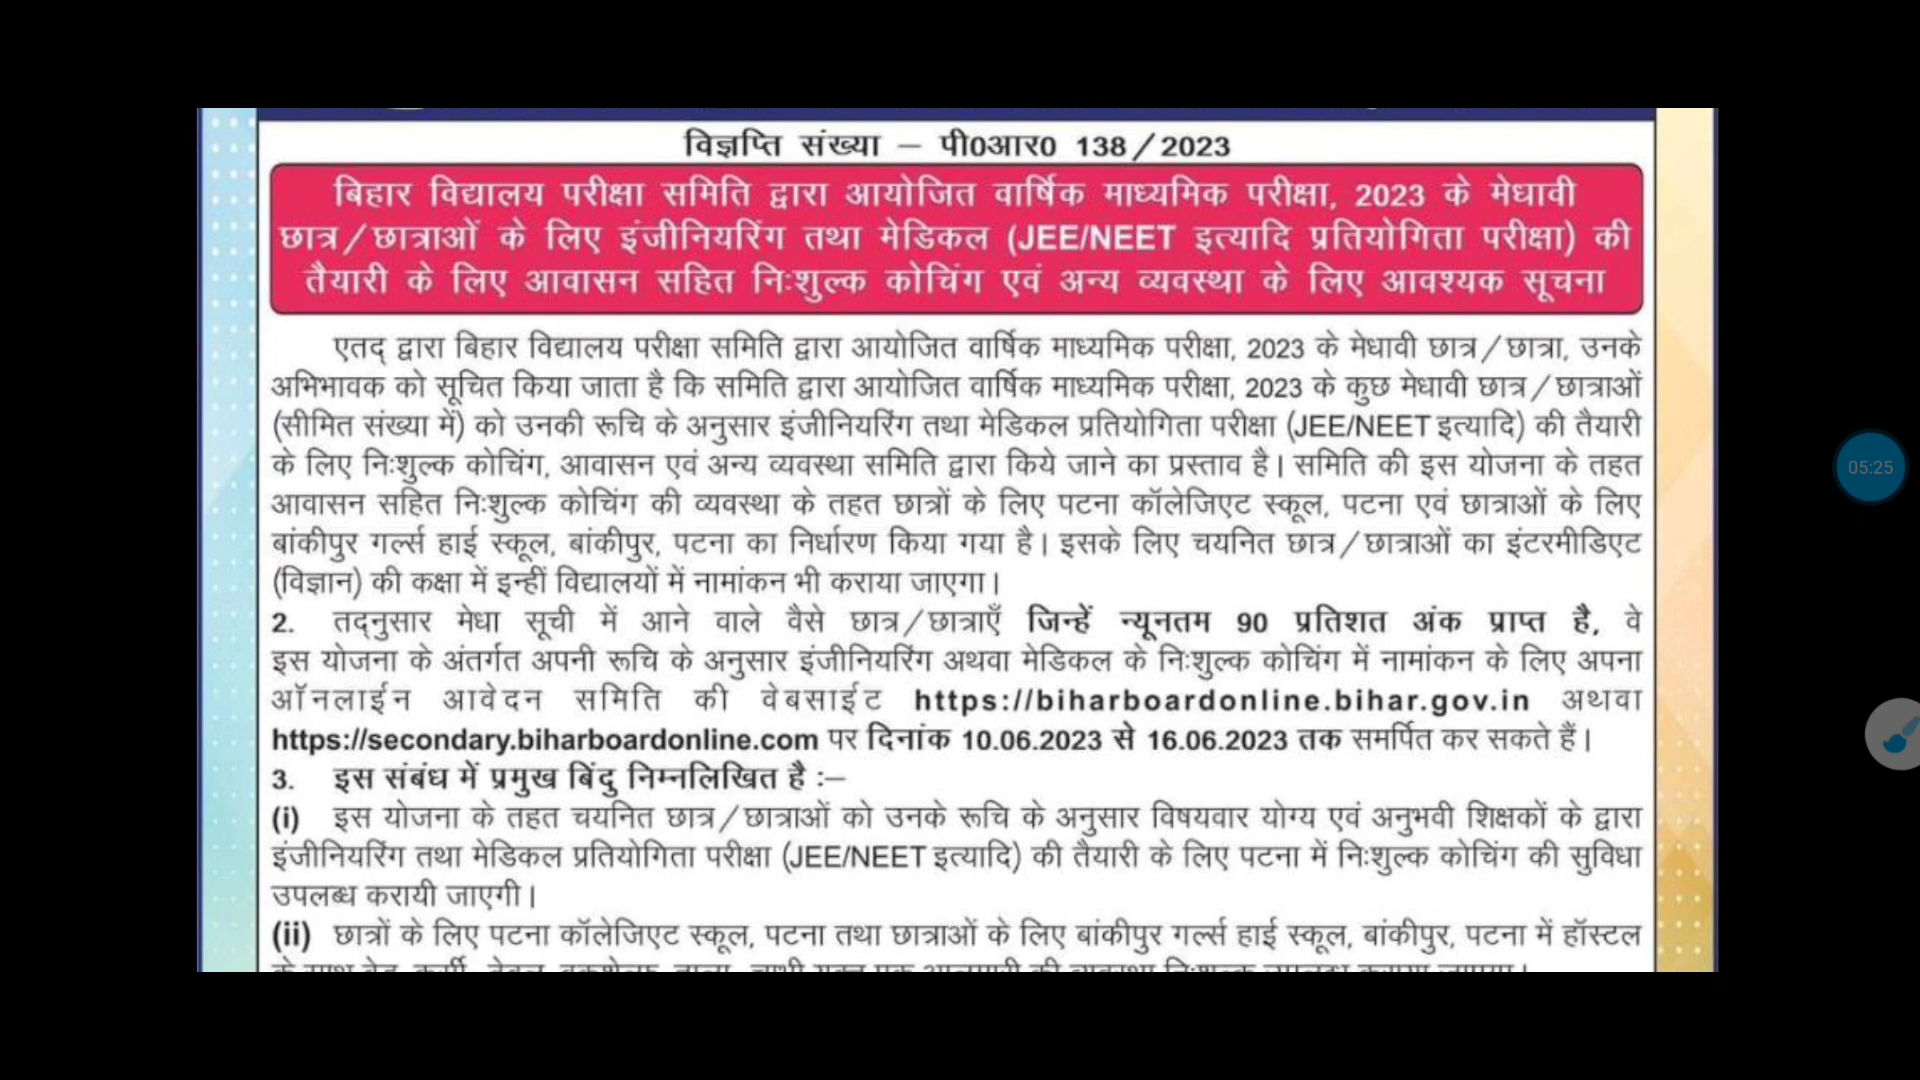 विज्ञप्ति संख्या – पी0आर0 138/2023
बिहार विद्यालय परीक्षा समिति द्वारा आयोजित वार्षिक माध्यमिक परीक्षा, 2023 के मेधावी
छात्र/छात्राओं के लिए इंजीनियरिंग तथा मेडिकल (JEE/NEET इत्यादि प्रतियोगिता परीक्षा) की
तैयारी के लिए आवासन सहित निःशुल्क कोचिंग एवं अन्य व्यवस्था के लिए आवश्यक सूचना
एतद् द्वारा बिहार विद्यालय परीक्षा समिति द्वारा आयोजित वार्षिक माध्यमिक परीक्षा, 2023 के मेधावी छात्र/छात्रा, उनके
अभिभावक को सूचित किया जाता है कि समिति द्वारा आयोजित वार्षिक माध्यमिक परीक्षा, 2023 के कुछ मेधावी छात्र/छात्राओं
(सीमित संख्या में) को उनकी रूचि के अनुसार इंजीनियरिंग तथा मेडिकल प्रतियोगिता परीक्षा (JEE/NEET इत्यादि) की तैयारी
के लिए निःशुल्क कोचिंग, आवासन एवं अन्य व्यवस्था समिति द्वारा किये जाने का प्रस्ताव है। समिति की इस योजना के तहत
आवासन सहित निःशुल्क कोचिंग की व्यवस्था के तहत छात्रों के लिए पटना कॉलेजिएट स्कूल, पटना एवं छात्राओं के लिए
बांकीपुर गर्ल्स हाई स्कूल, बांकीपुर, पटना का निर्धारण किया गया है। इसके लिए चयनित छात्र/छात्राओं का इंटरमीडिएट
(विज्ञान) की कक्षा में इन्हीं विद्यालयों में नामांकन भी कराया जाएगा।
2. तद्नुसार मेधा सूची में आने वाले वैसे छात्र/छात्राएँ जिन्हें न्यूनतम 90 प्रतिशत अंक प्राप्त है, वे
इस योजना के अंतर्गत अपनी रूचि के अनुसार इंजीनियरिंग अथवा मेडिकल के निःशुल्क कोचिंग में नामांकन के लिए अपना
ऑनलाईन आवेदन समिति की वेबसाईट https://biharboardonline.bihar.gov.in अथवा
https://secondary.biharboardonline.com पर दिनांक 10.06.2023 से 16.06.2023 तक समर्पित कर सकते हैं।
3. इस संबंध में प्रमुख बिंदु निम्नलिखित है :–
(i) इस योजना के तहत चयनित छात्र/छात्राओं को उनके रूचि के अनुसार विषयवार योग्य एवं अनुभवी शिक्षकों के द्वारा
इंजीनियरिंग तथा मेडिकल प्रतियोगिता परीक्षा (JEE/NEET इत्यादि) की तैयारी के लिए पटना में निःशुल्क कोचिंग की सुविधा
उपलब्ध करायी जाएगी।
(ii) छात्रों के लिए पटना कॉलेजिएट स्कूल, पटना तथा छात्राओं के लिए बांकीपुर गर्ल्स हाई स्कूल, बांकीपुर, पटना में हॉस्टल
05:25